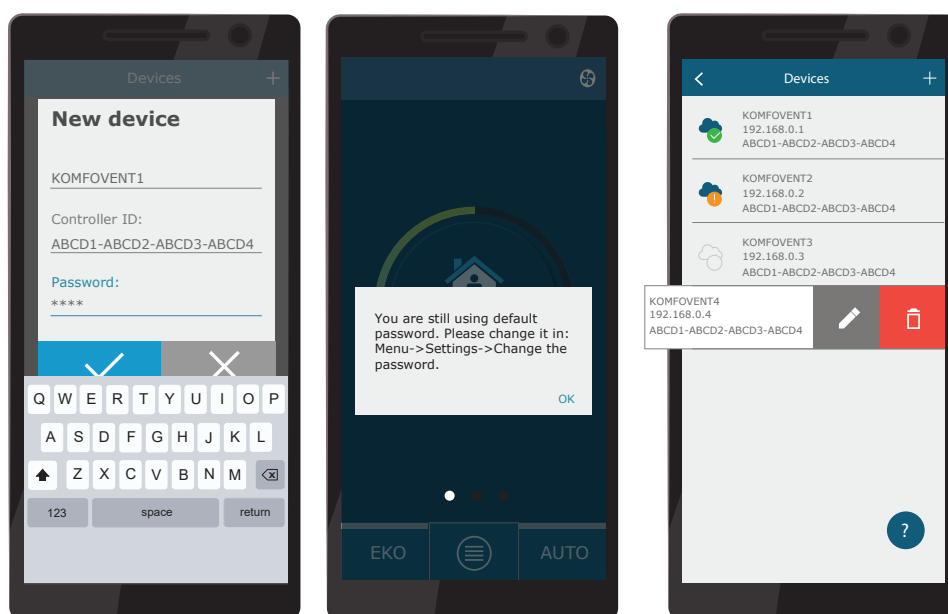 Devices +
New device
KOMFOVENT1
Controller ID:
ABCD1-ABCD2-ABCD3-ABCD4
Password:
****
Q W E R T Y U I O P
A S D F G H J K L
Z X C V B N M
123 space return
You are still using default
password. Please change it in:
Menu->Settings->Change the
password.
OK
EKO AUTO
Devices +
KOMFOVENT1
192.168.0.1
ABCD1-ABCD2-ABCD3-ABCD4
KOMFOVENT2
192.168.0.2
ABCD1-ABCD2-ABCD3-ABCD4
!
KOMFOVENT3
192.168.0.3
ABCD1-ABCD2-ABCD3-ABCD4
KOMFOVENT4
192.168.0.4
ABCD1-ABCD2-ABCD3-ABCD4
?